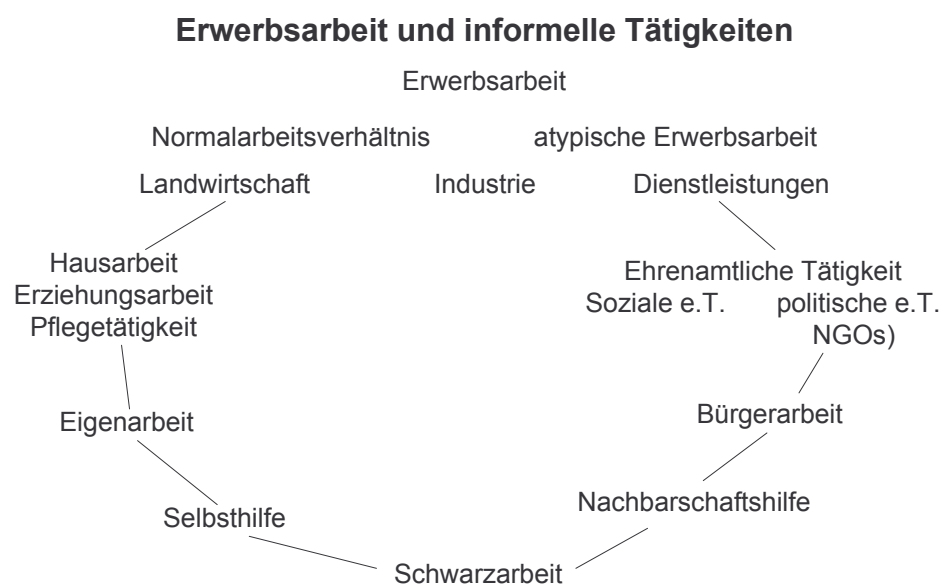 Erwerbsarbeit und informelle Tätigkeiten
Erwerbsarbeit
Normalarbeitsverhältnis atypische Erwerbsarbeit
Landwirtschaft Industrie Dienstleistungen
Hausarbeit
Erziehungsarbeit
Pflegetätigkeit
Ehrenamtliche Tätigkeit
Soziale e.T. politische e.T.
NGOs)
Eigenarbeit
Bürgerarbeit
Selbsthilfe
Nachbarschaftshilfe
Schwarzarbeit